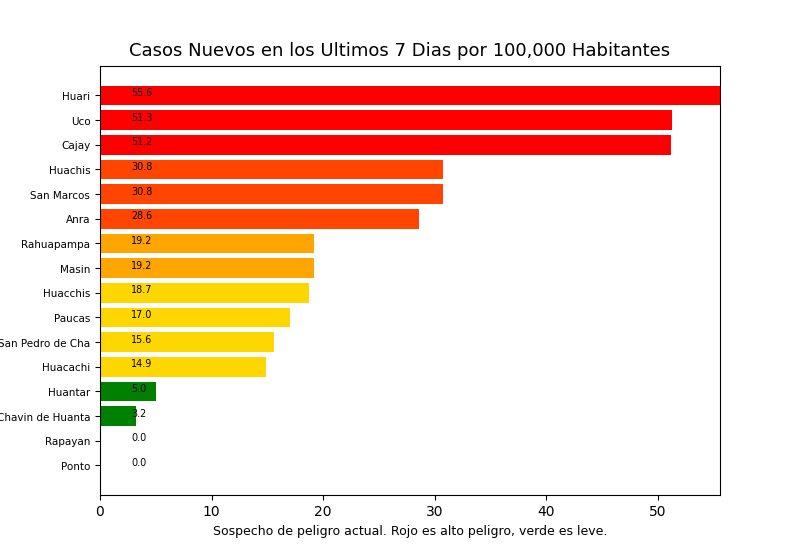 Casos Nuevos en los Ultimos 7 Dias por 100,000 Habitantes
Huari 55.6
Uco 51.3
Cajay 51.2
Huachis 30.8
San Marcos 30.8
Anra 28.6
Rahuapampa 19.2
Masin 19.2
Huacchis 18.7
Paucas 17.0
San Pedro de Cha 15.6
Huacachi 14.9
Huantar 5.0
Chavin de Huanta 3.2
Rapayan 0.0
Ponto 0.0
0 10 20 30 40 50
Sospecho de peligro actual. Rojo es alto peligro, verde es leve.